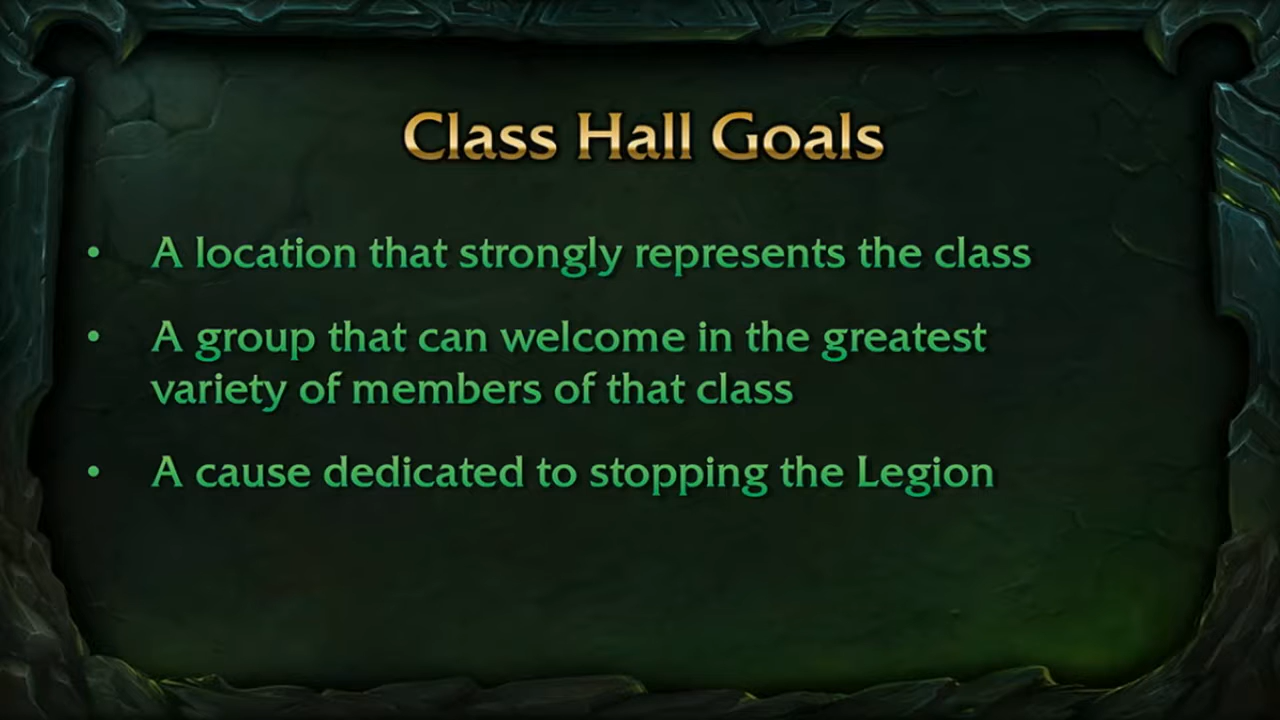 Class Hall Goals
• A location that strongly represents the class
• A group that can welcome in the greatest
variety of members of that class
• A cause dedicated to stopping the Legion